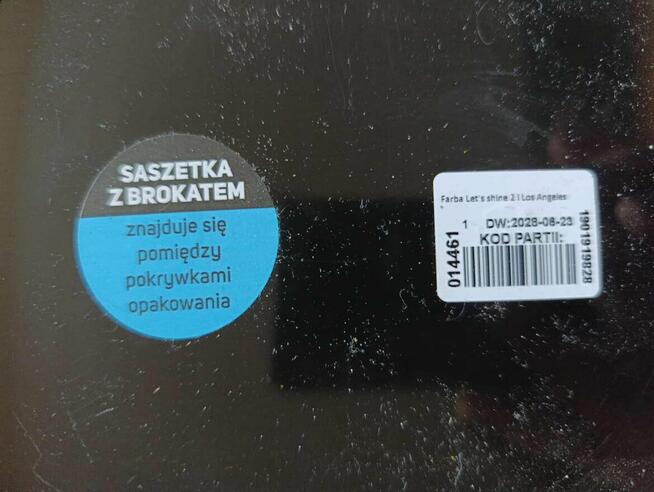 SASZETKA
Z BROKATEM
znajduje się
pomiędzy
pokrywkami
opakowania
Farba Let's shine 2 l Los Angeles
1 DW:2028-08-23
KOD PARTII:
014461
1901919828